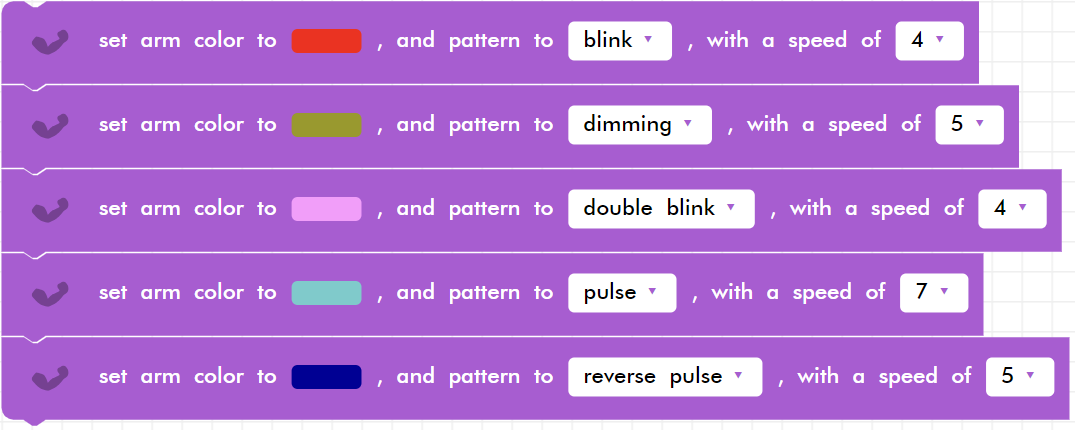 set arm color to , and pattern to blink , with a speed of 4
set arm color to , and pattern to dimming , with a speed of 5
set arm color to , and pattern to double blink , with a speed of 4
set arm color to , and pattern to pulse , with a speed of 7
set arm color to , and pattern to reverse pulse , with a speed of 5